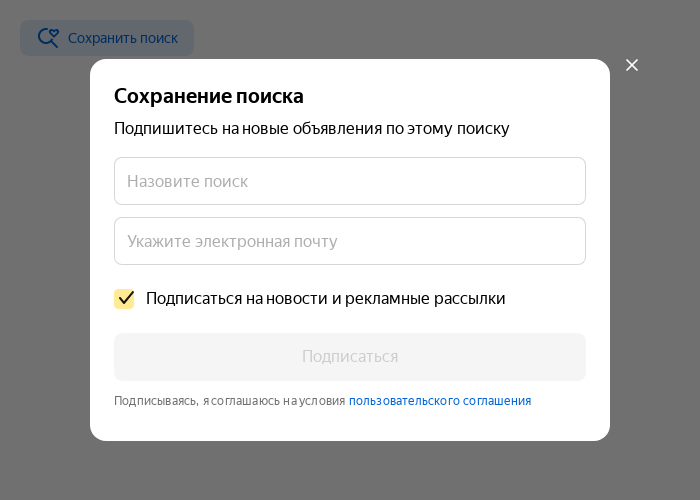 Сохранить поиск
Сохранение поиска
Подпишитесь на новые объявления по этому поиску
Назовите поиск
Укажите электронная почту
Подписаться на новости и рекламные рассылки
Подписаться
Подписываясь, я соглашаюсь на условия пользовательского соглашения